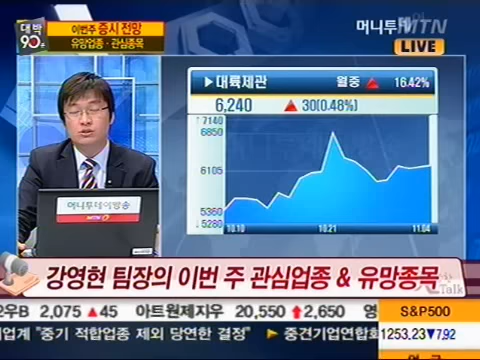 대박
90분
이번주 증시 전망
유망업종·관심종목
머니투데이 MTN
LIVE
▶대륙제관 월중 ▲ 16.42%
6,240 ▲ 30(0.48%)
↑7140
6850
6105
5360
↓5280
10.10 10.21 11.04
머니투데이방송
MTN
강영현 팀장의 이번 주 관심업종 & 유망종목
Talk
2우B 2,075 ▲45 아트원제지우 20,550 ⬆2,650 영
S&P500
업계 "중기 적합업종 제외 당연한 결정" ▶중견기업연합회
1253.23▼7.92